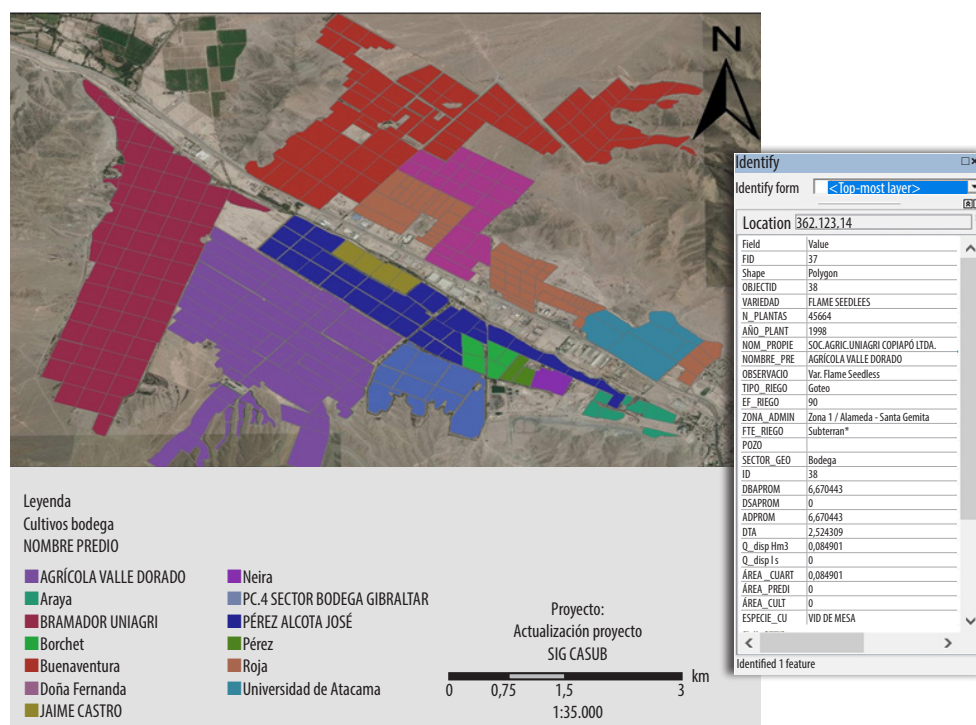 N
Identify
Identify form <Top-most layer>
Location 362.123,14
Field Value
FID 37
Shape Polygon
OBJECTID 38
VARIEDAD FLAME SEEDLEES
N_PLANTAS 45664
AÑO_PLANT 1998
NOM_PROPIE SOC.AGRIC.UNIAGRI COPIAPÓ LTDA.
NOMBRE_PRE AGRÍCOLA VALLE DORADO
OBSERVACIO Var. Flame Seedless
TIPO_RIEGO Goteo
EF_RIEGO 90
ZONA_ADMIN Zona 1 / Alameda - Santa Gemita
FTE_RIEGO Subterran*
POZO
SECTOR_GEO Bodega
ID 38
DBAPROM 6,670443
DSAPROM 0
ADPROM 6,670443
DTA 2,524309
Q_disp Hm3 0,084901
Q_disp l s 0
ÁREA_CUART 0,084901
ÁREA_PREDI 0
ÁREA_CULT 0
ESPECIE_CU VID DE MESA
Identified 1 feature
Leyenda
Cultivos bodega
NOMBRE PREDIO
AGRÍCOLA VALLE DORADO
Araya
BRAMADOR UNIAGRI
Borchet
Buenaventura
Doña Fernanda
JAIME CASTRO
Neira
PC.4 SECTOR BODEGA GIBRALTAR
PÉREZ ALCOTA JOSÉ
Pérez
Roja
Universidad de Atacama
Proyecto:
Actualización proyecto
SIG CASUB
km
0 0,75 1,5 3
1:35.000